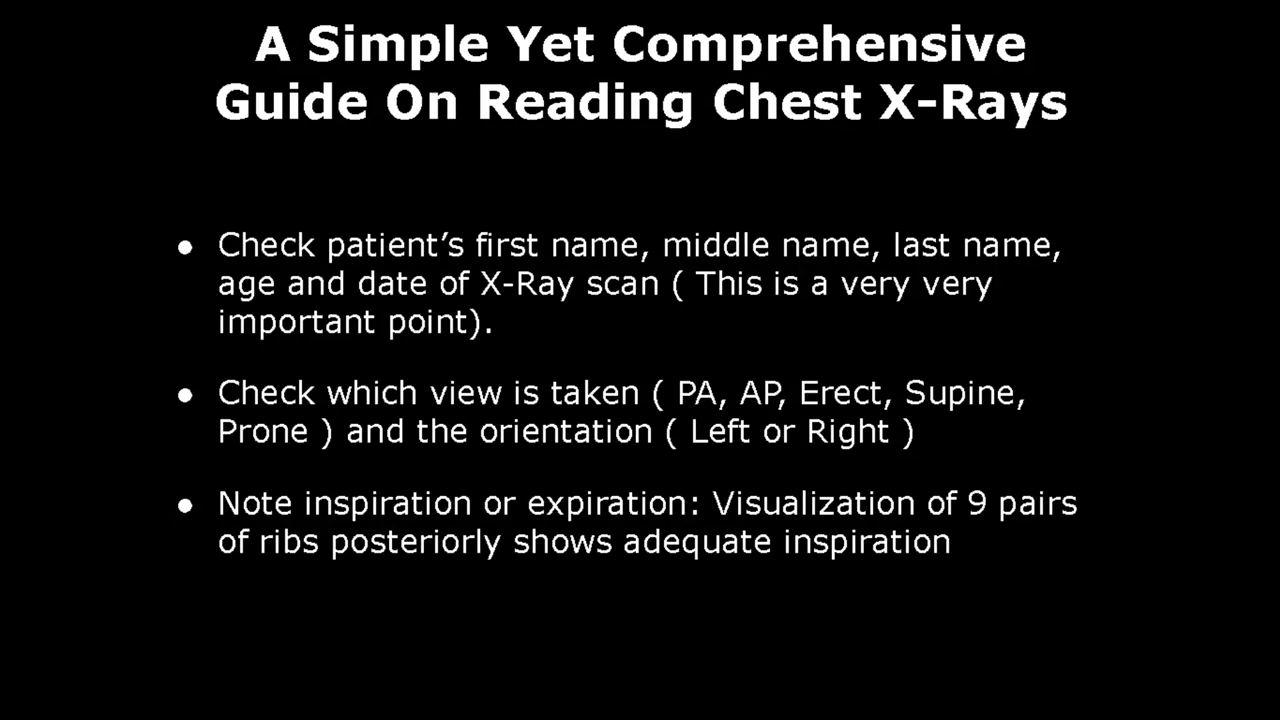 A Simple Yet Comprehensive
Guide On Reading Chest X-Rays
● Check patient’s first name, middle name, last name,
age and date of X-Ray scan ( This is a very very
important point).
● Check which view is taken ( PA, AP, Erect, Supine,
Prone ) and the orientation ( Left or Right )
● Note inspiration or expiration: Visualization of 9 pairs
of ribs posteriorly shows adequate inspiration